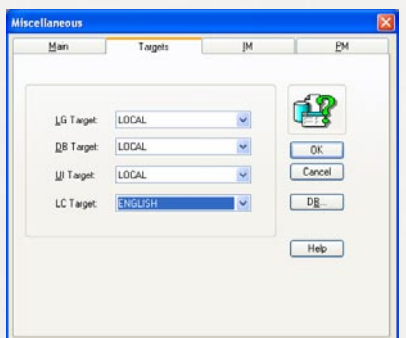 Miscellaneous
Main Targets IM PM
LG Target: LOCAL
DB Target: LOCAL
UI Target: LOCAL
LC Target: ENGLISH
OK
Cancel
DB...
Help